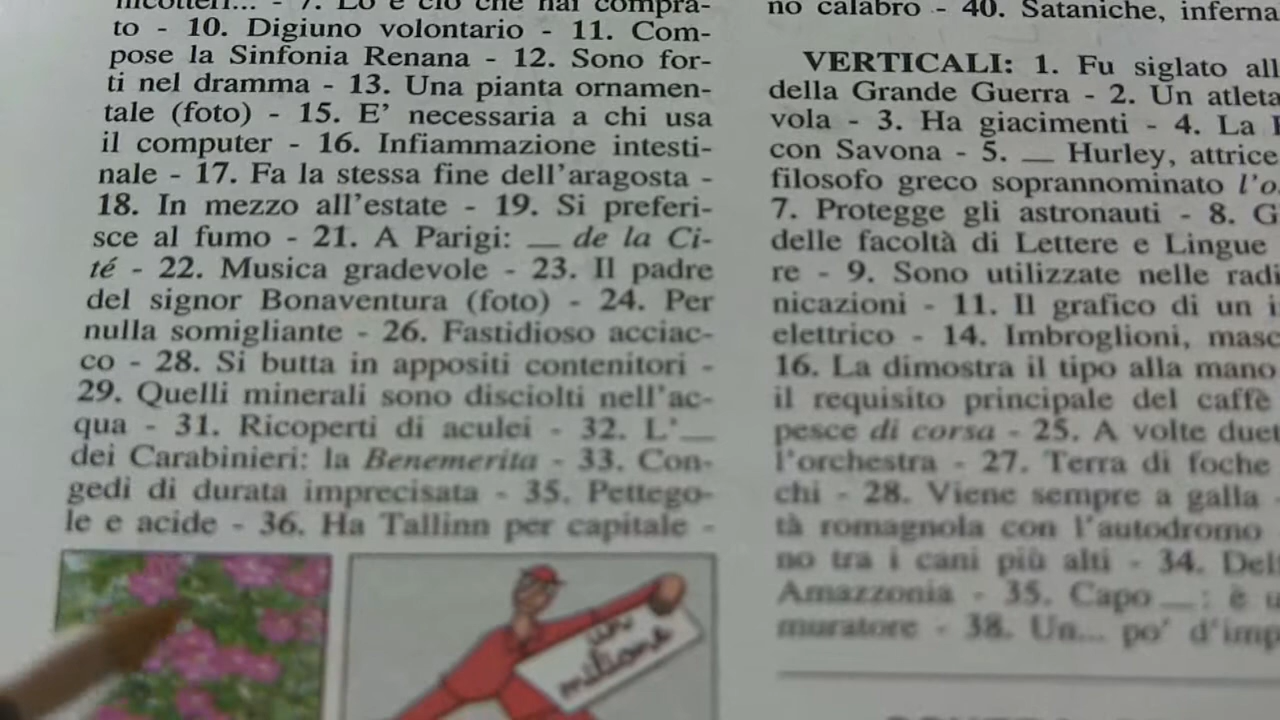 to - 10. Digiuno volontario - 11. Com-
pose la Sinfonia Renana - 12. Sono for-
ti nel dramma - 13. Una pianta ornamen-
tale (foto) - 15. E' necessaria a chi usa
il computer - 16. Infiammazione intesti-
nale - 17. Fa la stessa fine dell'aragosta -
18. In mezzo all'estate - 19. Si preferi-
sce al fumo - 21. A Parigi: __ de la Ci-
té - 22. Musica gradevole - 23. Il padre
del signor Bonaventura (foto) - 24. Per
nulla somigliante - 26. Fastidioso acciac-
co - 28. Si butta in appositi contenitori -
29. Quelli minerali sono disciolti nell'ac-
qua - 31. Ricoperti di aculei - 32. L'__
dei Carabinieri: la Benemerita - 33. Con-
gedi di durata imprecisata - 35. Pettego-
le e acide - 36. Ha Tallinn per capitale -
un
milione
no calabro - 40. Sataniche, inferna
VERTICALI: 1. Fu siglato all
della Grande Guerra - 2. Un atleta
vola - 3. Ha giacimenti - 4. La
con Savona - 5. __ Hurley, attrice
filosofo greco soprannominato l'o
7. Protegge gli astronauti - 8. G
delle facoltà di Lettere e Lingue
re - 9. Sono utilizzate nelle radi
nicazioni - 11. Il grafico di un i
elettrico - 14. Imbroglioni, masc
16. La dimostra il tipo alla mano
il requisito principale del caffè
pesce di corsa - 25. A volte duet
l'orchestra - 27. Terra di foche
chi - 28. Viene sempre a galla
tà romagnola con l'autodromo
no tra i cani più alti - 34. Del
Amazzonia - 35. Capo __: è u
muratore - 38. Un... po' d'imp